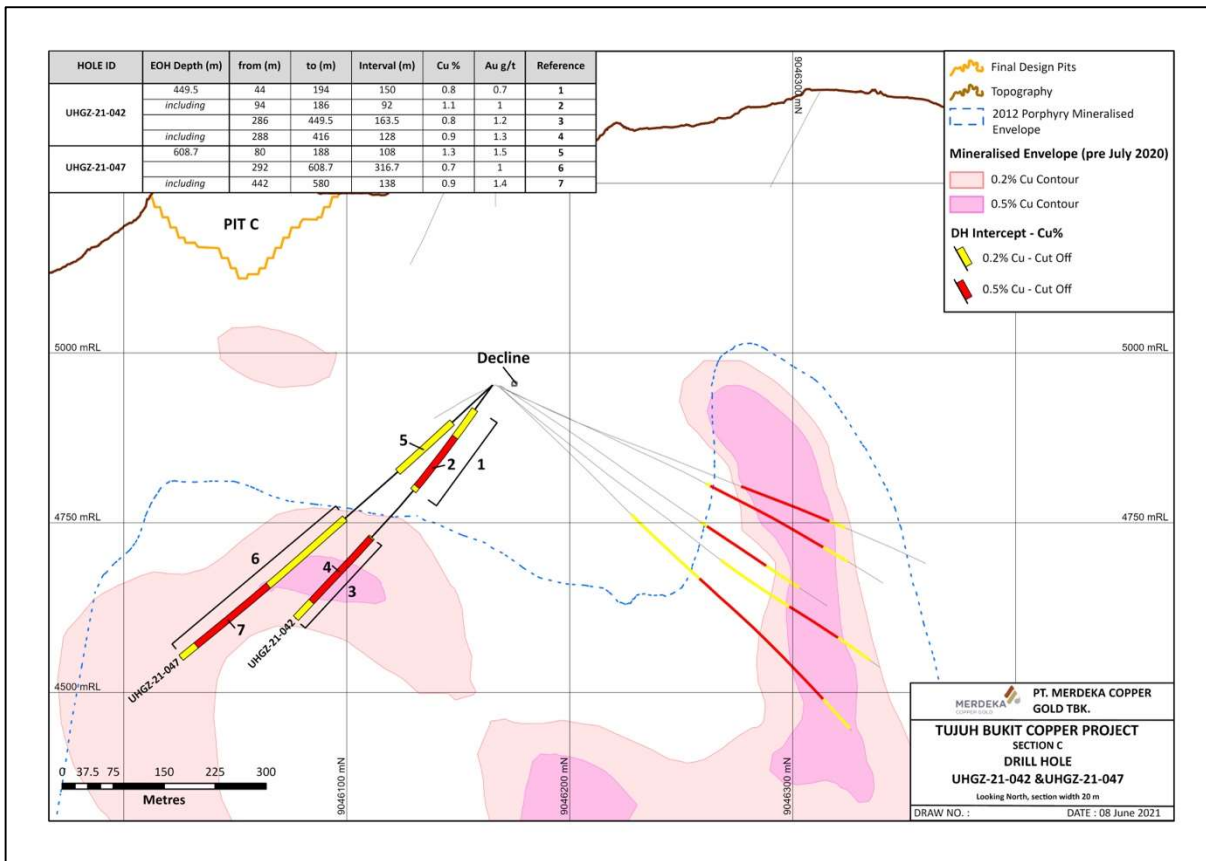 HOLE ID EOH Depth (m) from (m) to (m) Interval (m) Cu % Au g/t Reference
UHGZ-21-042 449.5 44 194 150 0.8 0.7 1
including 94 186 92 1.1 1 2
286 449.5 163.5 0.8 1.2 3
including 288 416 128 0.9 1.3 4
UHGZ-21-047 608.7 80 188 108 1.3 1.5 5
292 608.7 316.7 0.7 1 6
including 442 580 138 0.9 1.4 7
9046300 mN
Final Design Pits
Topography
2012 Porphyry Mineralised
Envelope
Mineralised Envelope (pre July 2020)
0.2% Cu Contour
0.5% Cu Contour
DH Intercept - Cu%
0.2% Cu - Cut Off
0.5% Cu - Cut Off
PIT C
5000 mRL
5000 mRL
Decline
5
2
1
4750 mRL
4750 mRL
6
4
3
7
UHGZ-21-047
UHGZ-21-042
4500 mRL
4500 mRL
0 37.5 75 150 225 300
Metres
9046100 mN
9046200 mN
9046300 mN
MERDEKA
COPPER GOLD
PT. MERDEKA COPPER
GOLD TBK.
TUJUH BUKIT COPPER PROJECT
SECTION C
DRILL HOLE
UHGZ-21-042 &UHGZ-21-047
Looking North, section width 20 m
DRAW NO. : DATE : 08 June 2021